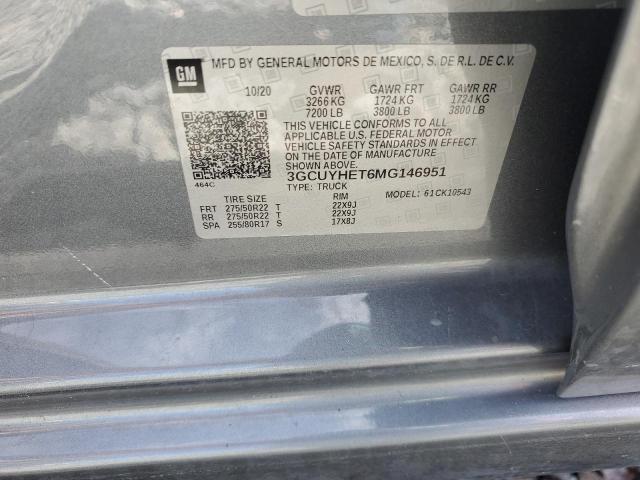 GM MFD BY GENERAL MOTORS DE MEXICO, S. DE R.L. DE C.V.
10/20 GVWR GAWR FRT GAWR RR
3266 KG 1724 KG 1724 KG
7200 LB 3800 LB 3800 LB
THIS VEHICLE CONFORMS TO ALL
APPLICABLE U.S. FEDERAL MOTOR
VEHICLE SAFETY STANDARDS IN EFFECT
ON THE DATE OF MANUFACTURE
SHOWN ABOVE.
464C 3GCUYHET6MG146951
TYPE: TRUCK MODEL: 61CK10543
TIRE SIZE RIM
FRT 275/50R22 T 22X9J
RR 275/50R22 T 22X9J
SPA 255/80R17 S 17X8J